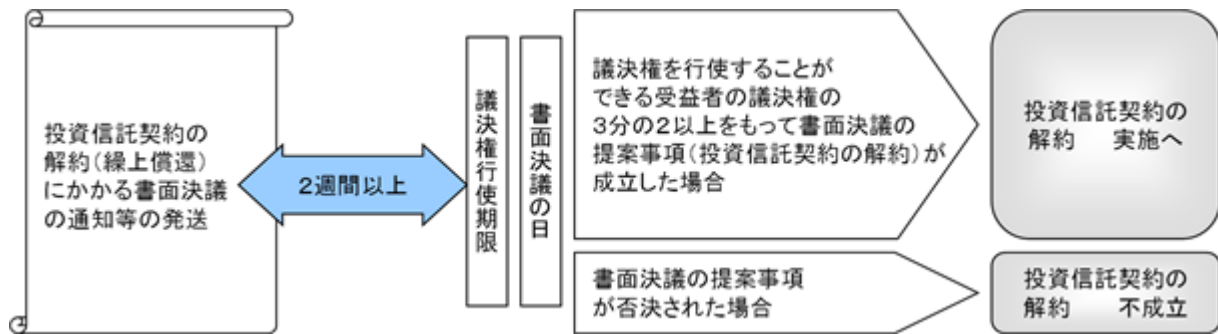 投資信託契約の
解約(繰上償還)
にかかる書面決議
の通知等の発送
2週間以上
議決権行使期限
書面決議の日
議決権を行使することが
できる受益者の議決権の
3分の2以上をもって書面決議の
提案事項(投資信託契約の解約)が
成立した場合
投資信託契約の
解約　実施へ
書面決議の提案事項
が否決された場合
投資信託契約の
解約　不成立